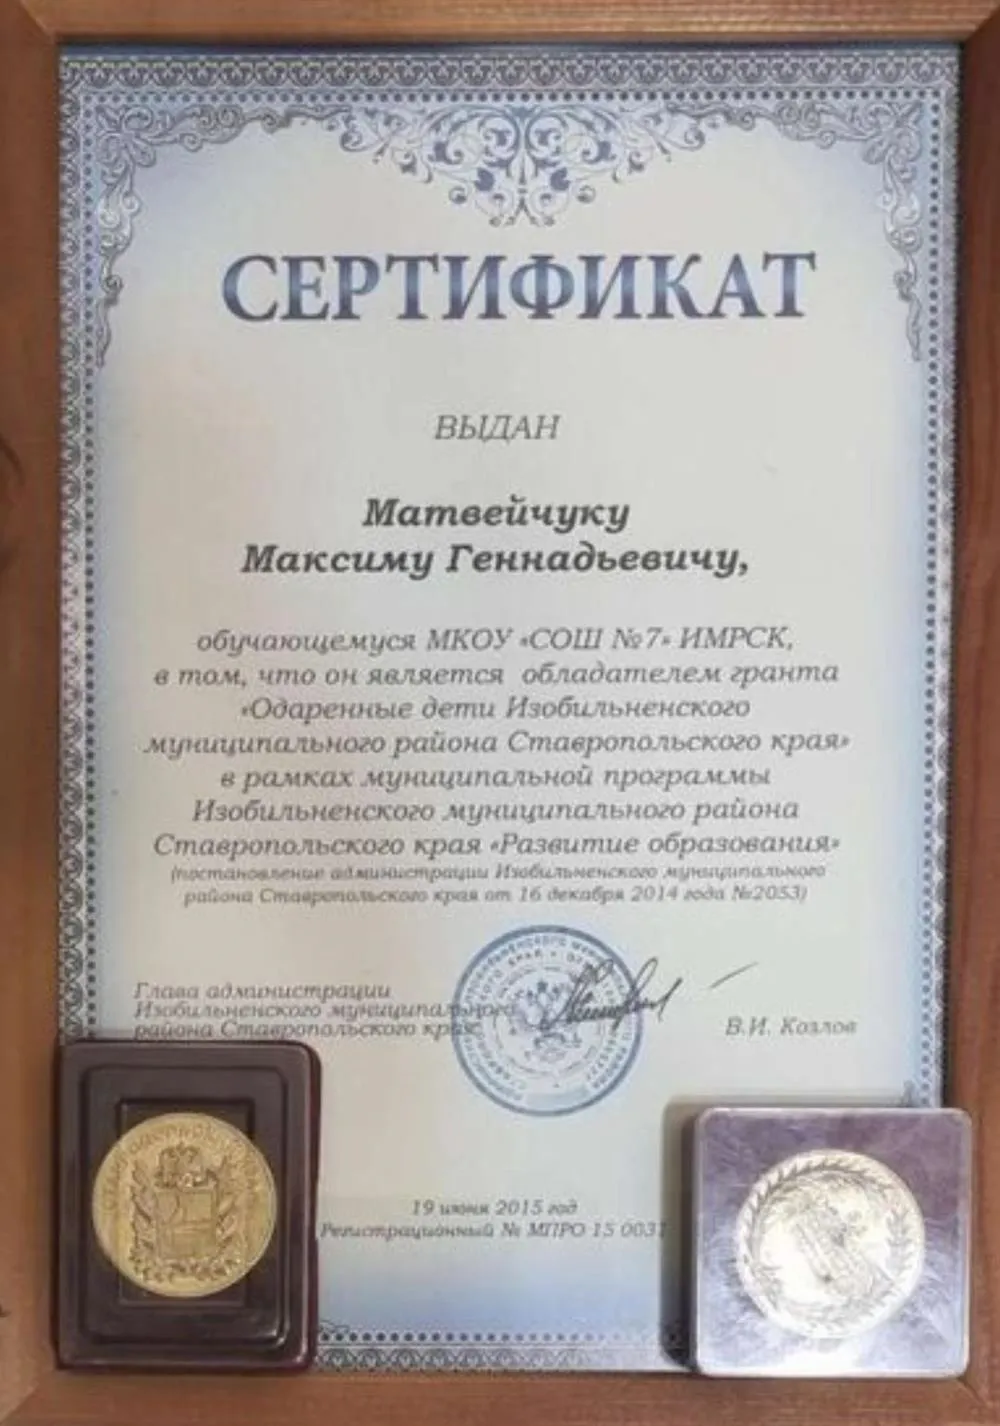 СЕРТИФИКАТ
ВЫДАН
Матвейчуку
Максиму Геннадьевичу,
обучающемуся МКОУ «СОШ №7» ИМРСК,
в том, что он является обладателем гранта
«Одаренные дети Изобильненского
муниципального района Ставропольского края»
в рамках муниципальной программы
Изобильненского муниципального района
Ставропольского края «Развитие образования»
(постановление администрации Изобильненского муниципального
района Ставропольского края от 16 декабря 2014 года №2053)
Глава администрации
Изобильненского муниципального
района Ставропольского края
В.И. Козлов
19 июня 2015 год
Регистрационный № МПРО 15 0031